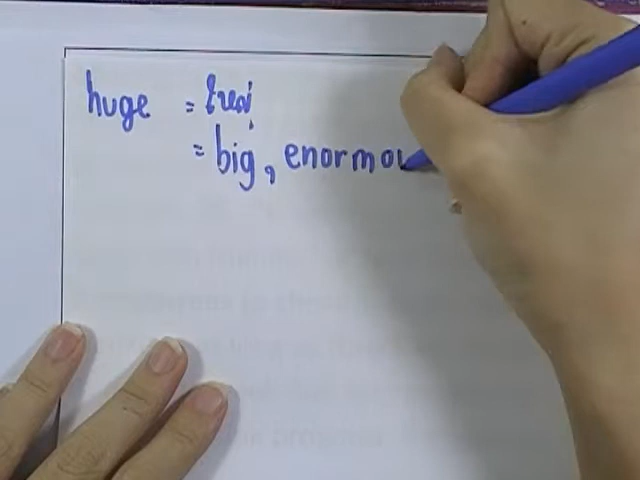 huge = ใหญ่
= big, enormou